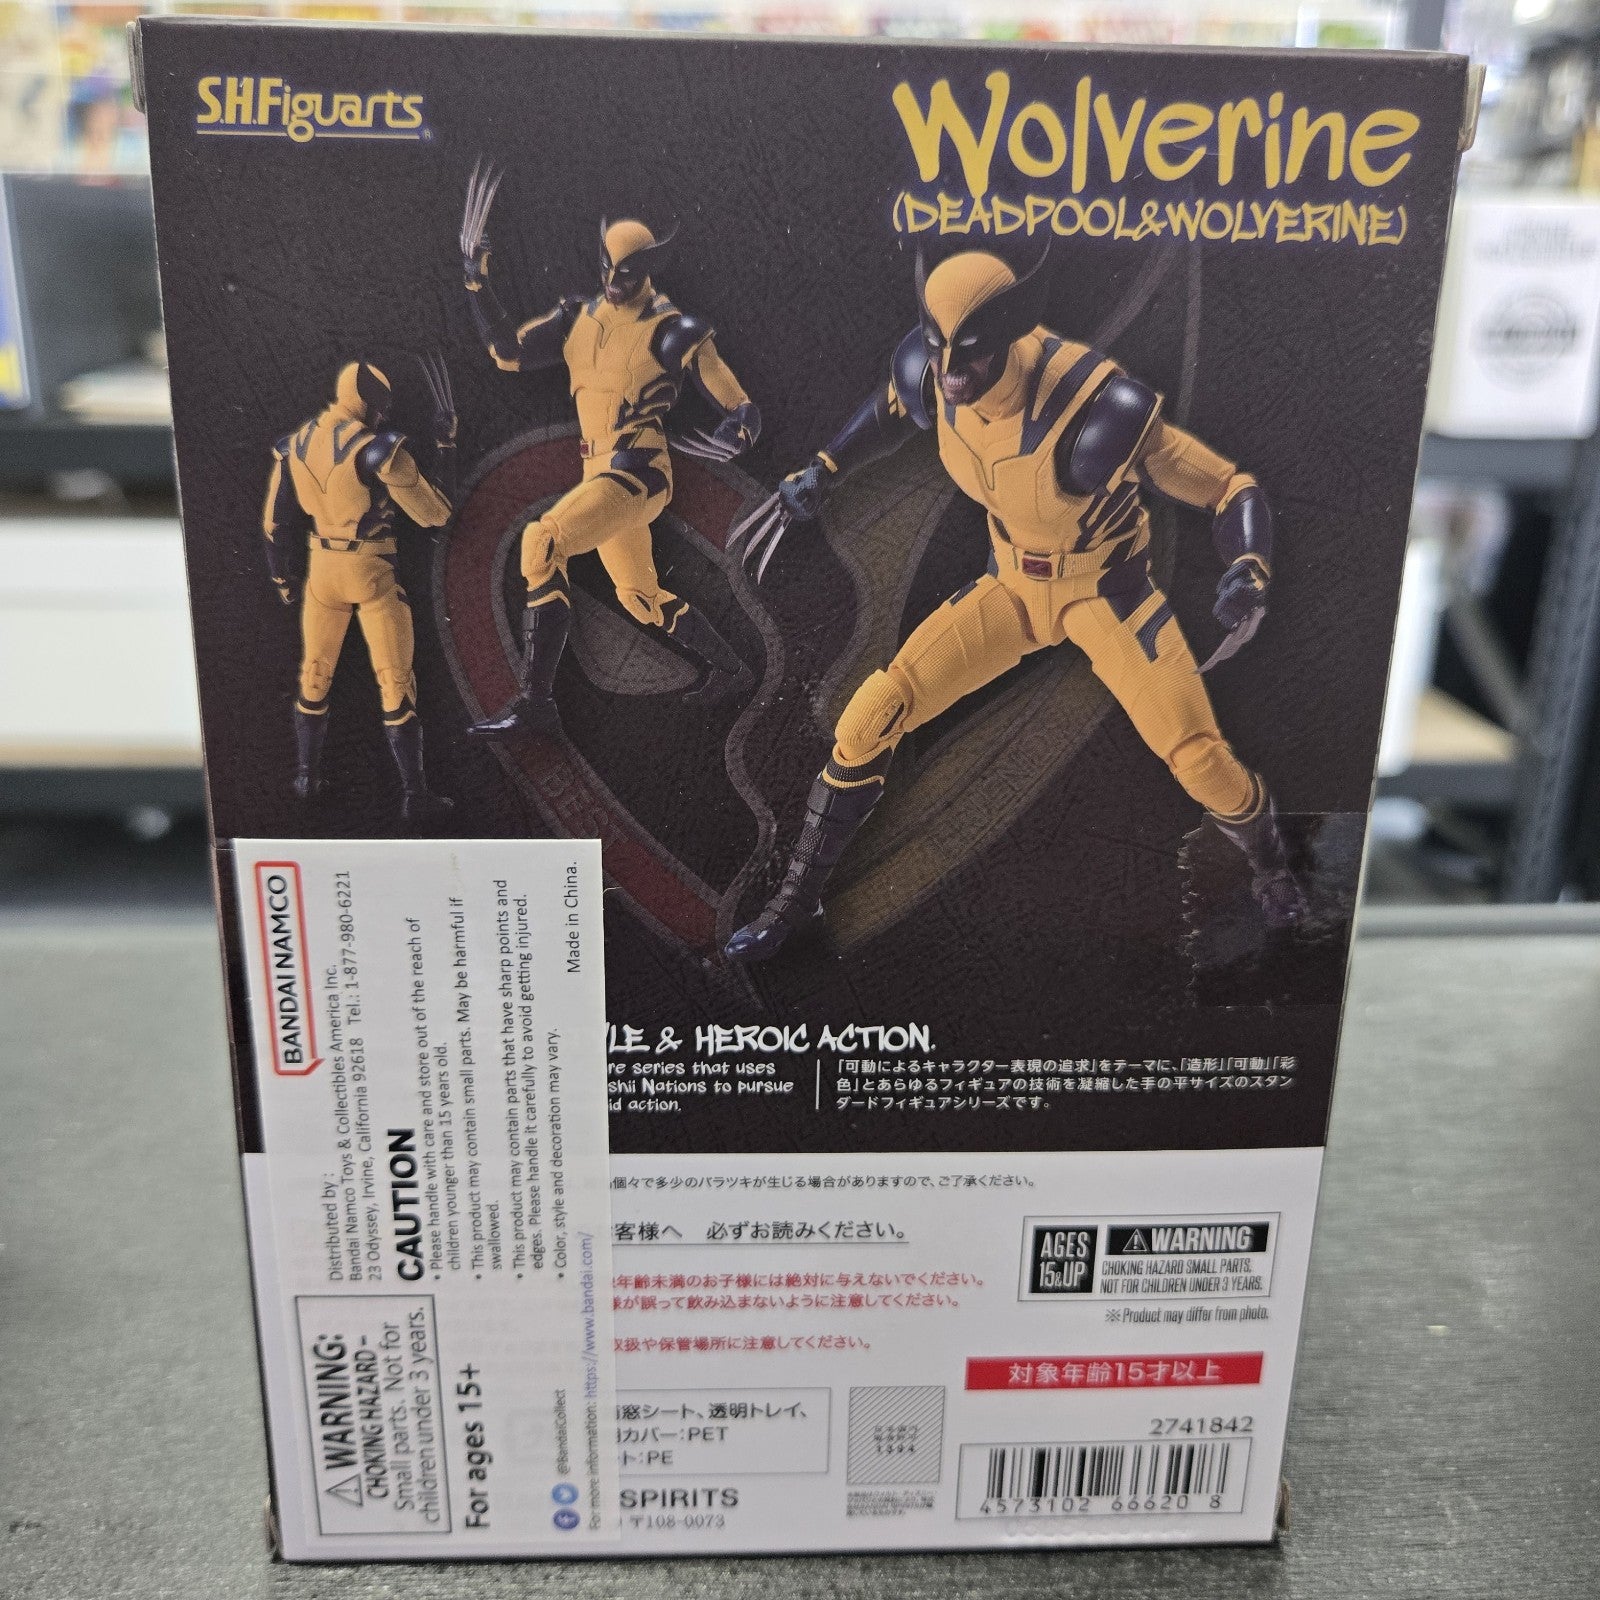 S.H.Figuarts
Wolverine
(DEADPOOL&WOLVERINE)
BEST
FRIENDS
LE & HEROIC ACTION.
re series that uses
shii Nations to pursue
id action.
「可動によるキャラクター表現の追求」をテーマに、「造形」「可動」「彩
色」とあらゆるフィギュアの技術を凝縮した手の平サイズのスタン
ダードフィギュアシリーズです。
個々で多少のバラツキが生じる場合がありますので、ご了承ください。
客様へ 必ずお読みください。
年齢未満のお子様には絶対に与えないでください。
様が誤って飲み込まないように注意してください。
取扱や保管場所に注意してください。
窓シート、透明トレイ、
用カバー:PET
ト:PE
SPIRITS
〒108-0073
AGES
15&UP
WARNING
CHOKING HAZARD SMALL PARTS.
NOT FOR CHILDREN UNDER 3 YEARS.
※Product may differ from photo.
対象年齢15才以上
2741842
4573102 66620 8
BANDAI NAMCO
Distributed by :
Bandai Namco Toys & Collectibles America Inc.
23 Odyssey, Irvine, California 92618 Tel.: 1-877-980-6221
CAUTION
• Please handle with care and store out of the reach of
children younger than 15 years old.
• This product may contain small parts. May be harmful if
swallowed.
• This product may contain parts that have sharp points and
edges. Please handle it carefully to avoid getting injured.
• Color, style and decoration may vary.
Made in China.
WARNING:
CHOKING HAZARD –
Small parts. Not for
children under 3 years.
For ages 15+
@BandaiCollect
For more information: https://www.bandai.com/